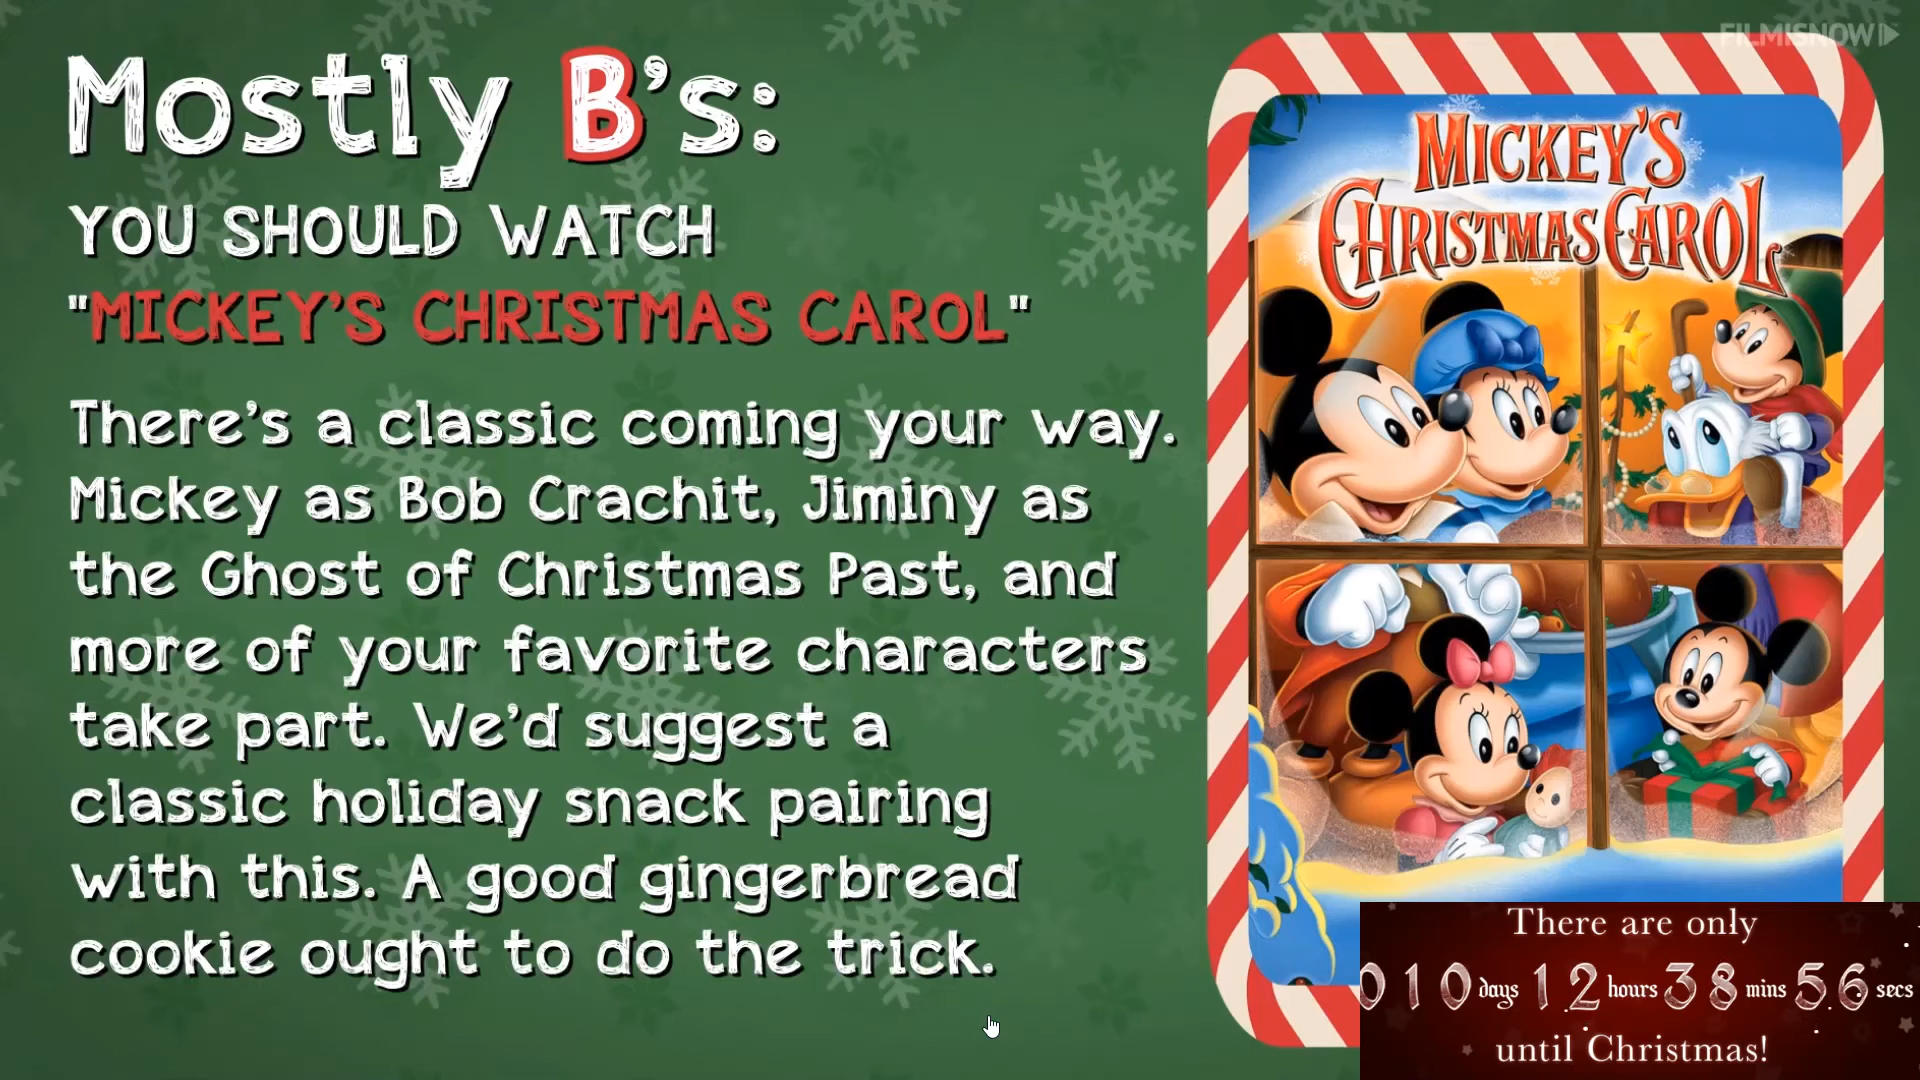 FILMISNOW
Mostly B's:
YOU SHOULD WATCH
"MICKEY'S CHRISTMAS CAROL"
There's a classic coming your way.
Mickey as Bob Crachit, Jiminy as
the Ghost of Christmas Past, and
more of your favorite characters
take part. We'd suggest a
classic holiday snack pairing
with this. A good gingerbread
cookie ought to do the trick.
MICKEY'S
CHRISTMAS CAROL
There are only
010 days 12 hours 38 mins 56 secs
until Christmas!